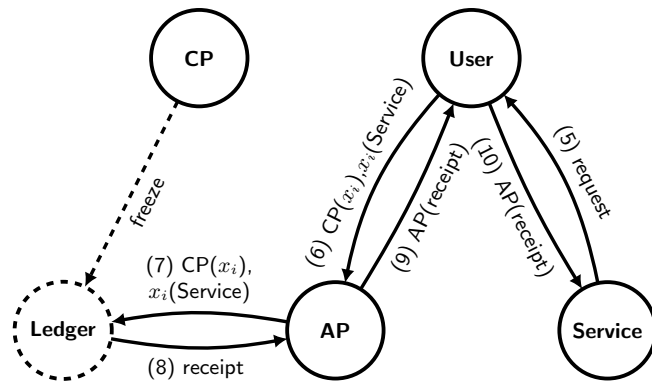 CP
User
freeze
(6) CP(x_i),x_i(Service)
(9) AP(receipt)
(10) AP(receipt)
(5) request
(7) CP(x_i),
x_i(Service)
Ledger
AP
Service
(8) receipt